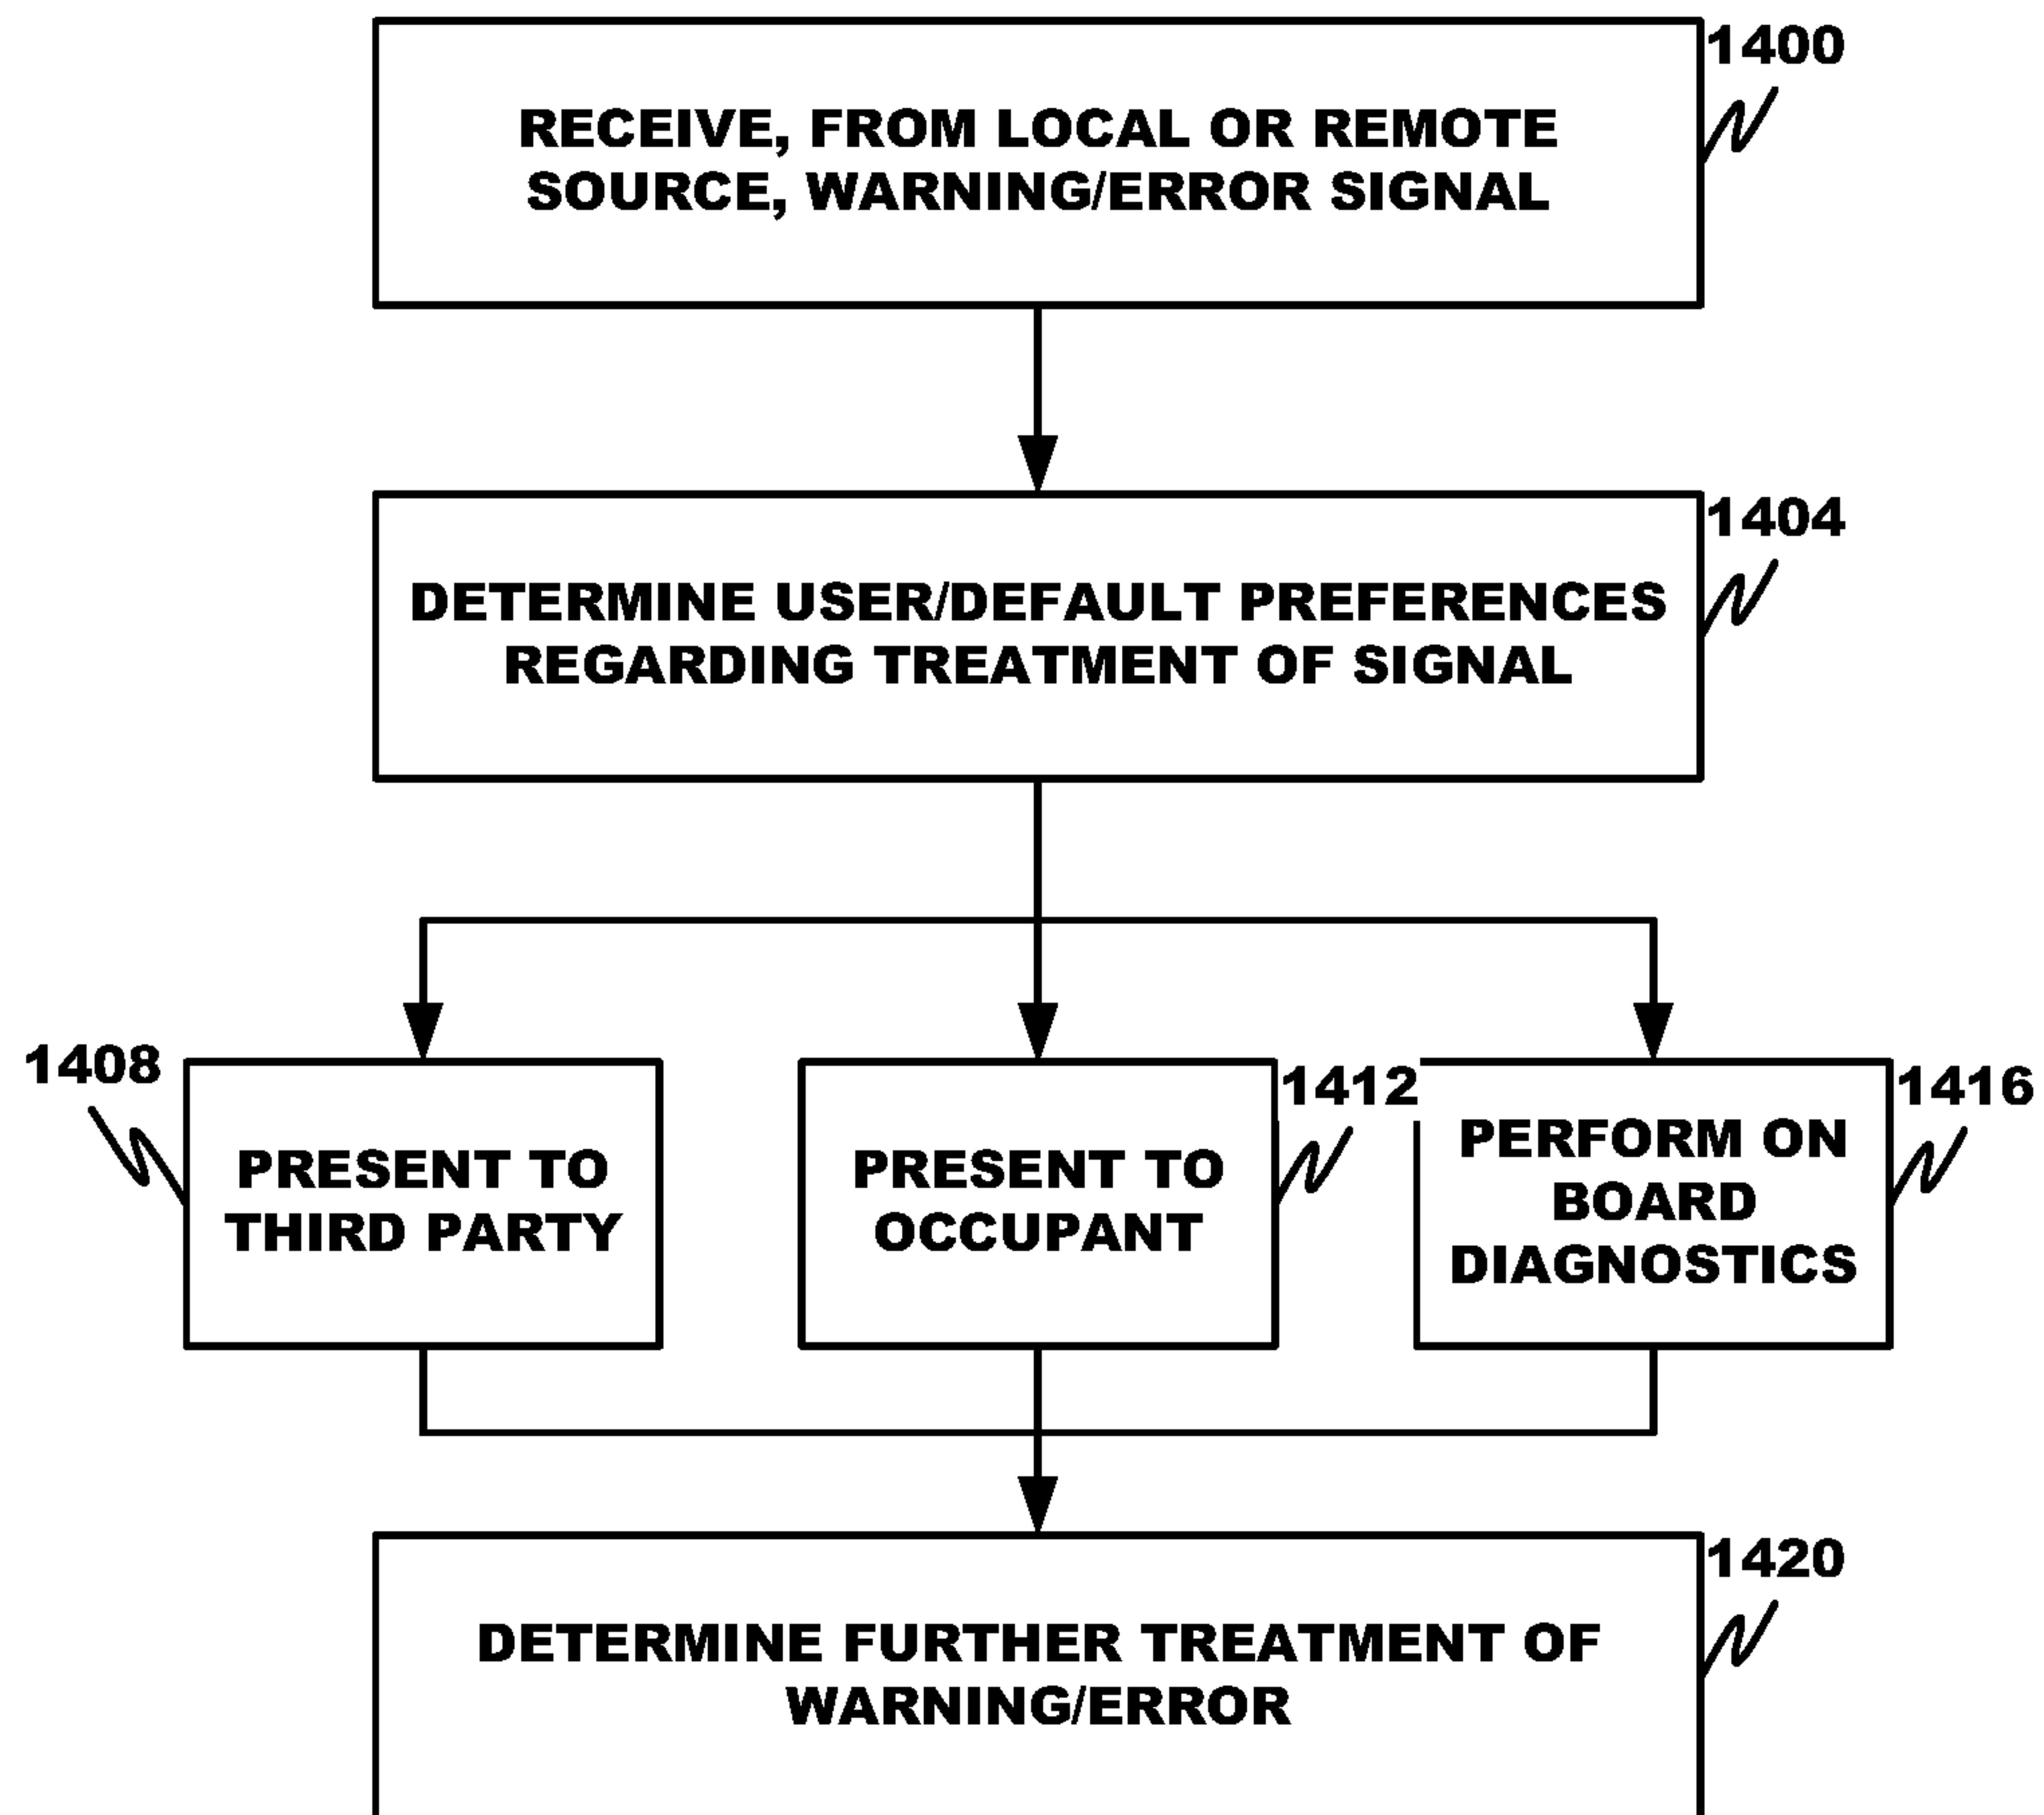 1400
RECEIVE, FROM LOCAL OR REMOTE
SOURCE, WARNING/ERROR SIGNAL
1404
DETERMINE USER/DEFAULT PREFERENCES
REGARDING TREATMENT OF SIGNAL
1408
PRESENT TO
THIRD PARTY
1412
PRESENT TO
OCCUPANT
1416
PERFORM ON
BOARD
DIAGNOSTICS
1420
DETERMINE FURTHER TREATMENT OF
WARNING/ERROR